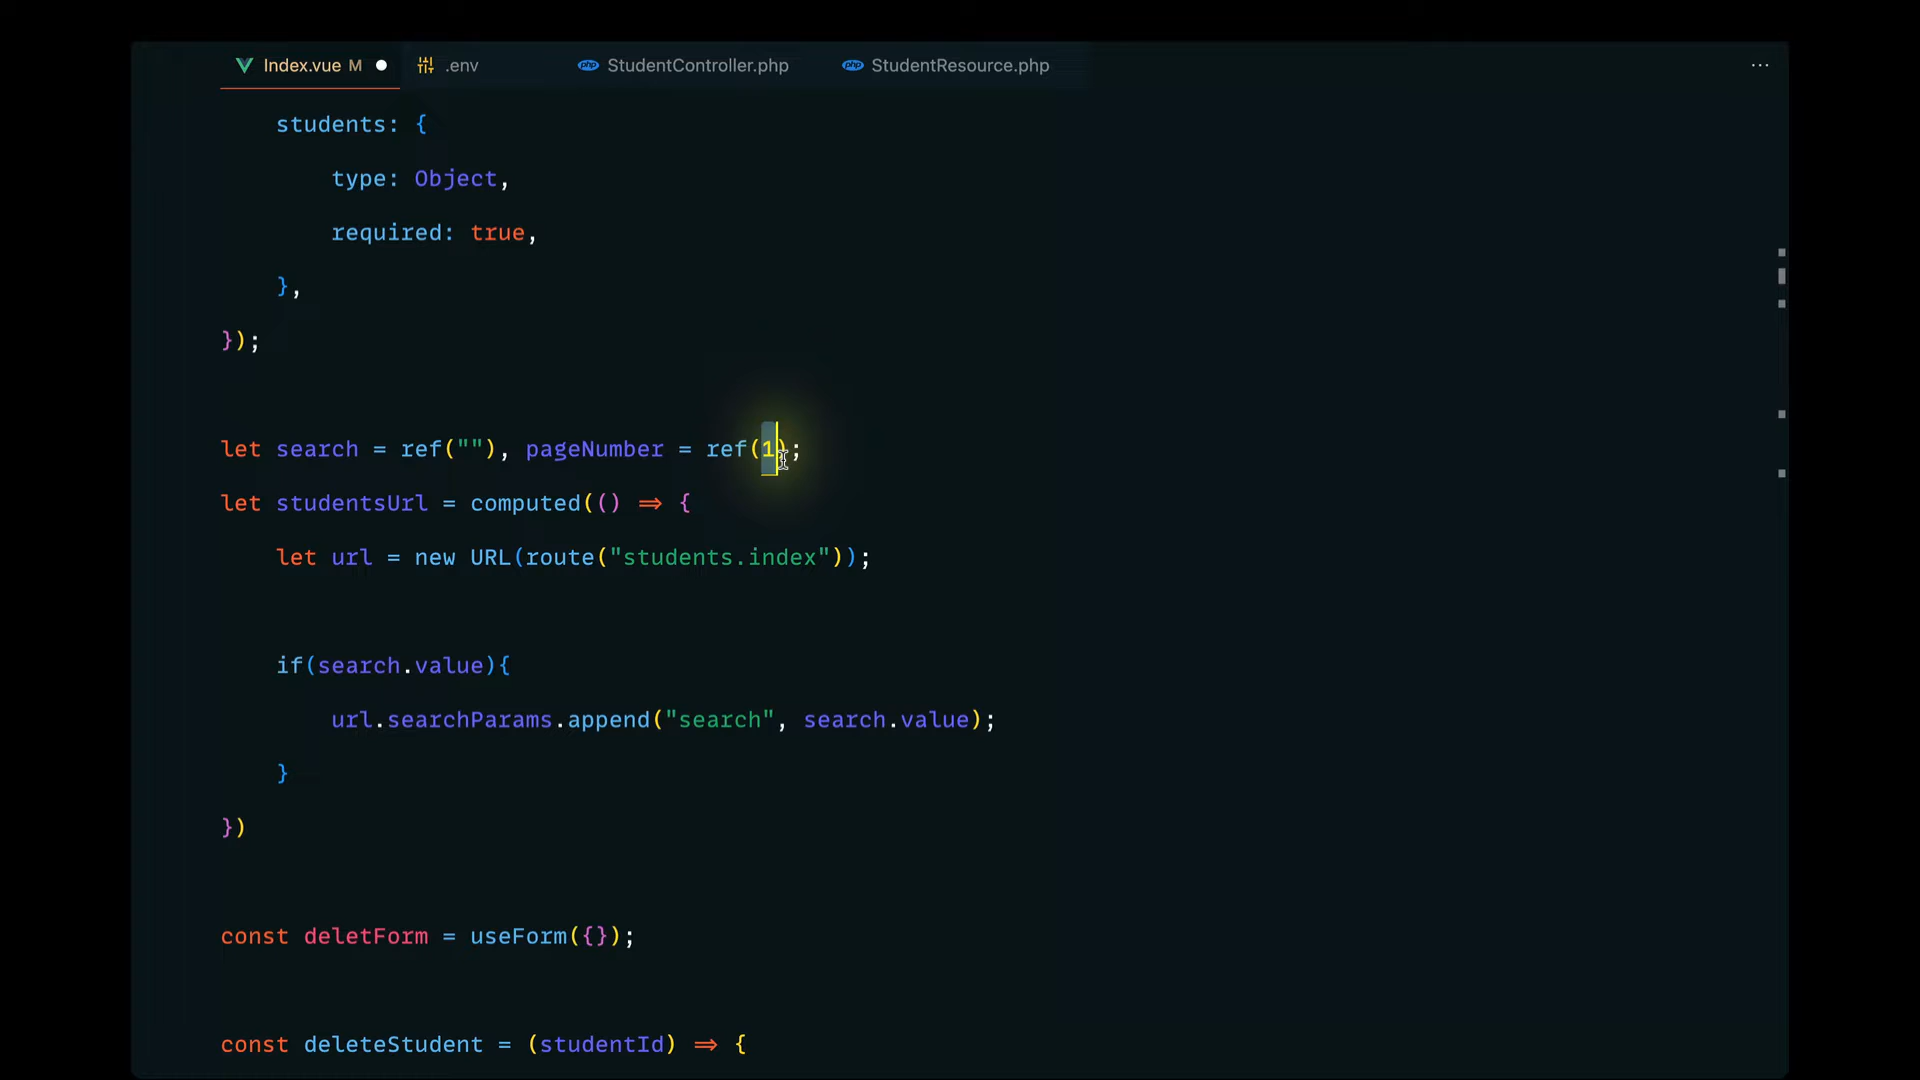 Index.vue M .env php StudentController.php php StudentResource.php ...
students: {
type: Object,
required: true,
},
});
let search = ref(""), pageNumber = ref(1);
let studentsUrl = computed(() => {
let url = new URL(route("students.index"));
if(search.value){
url.searchParams.append("search", search.value);
}
})
const deletForm = useForm({});
const deleteStudent = (studentId) => {